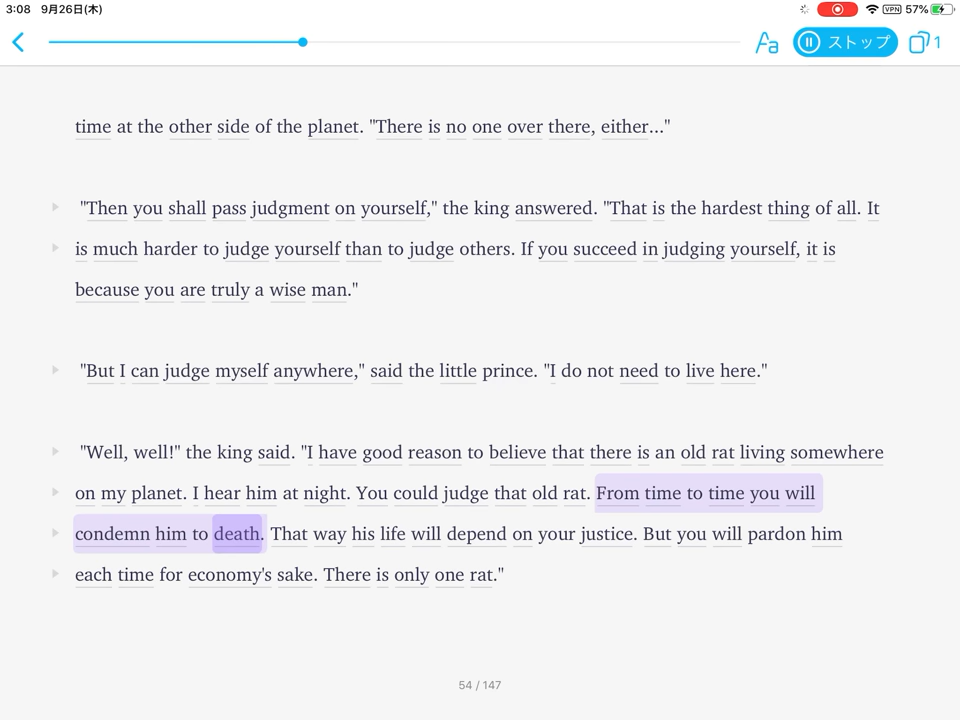 3:08 9月26日(木) VPN 57%
ストップ 1
time at the other side of the planet. "There is no one over there, either..."
"Then you shall pass judgment on yourself," the king answered. "That is the hardest thing of all. It
is much harder to judge yourself than to judge others. If you succeed in judging yourself, it is
because you are truly a wise man."
"But I can judge myself anywhere," said the little prince. "I do not need to live here."
"Well, well!" the king said. "I have good reason to believe that there is an old rat living somewhere
on my planet. I hear him at night. You could judge that old rat. From time to time you will
condemn him to death. That way his life will depend on your justice. But you will pardon him
each time for economy's sake. There is only one rat."
54 / 147